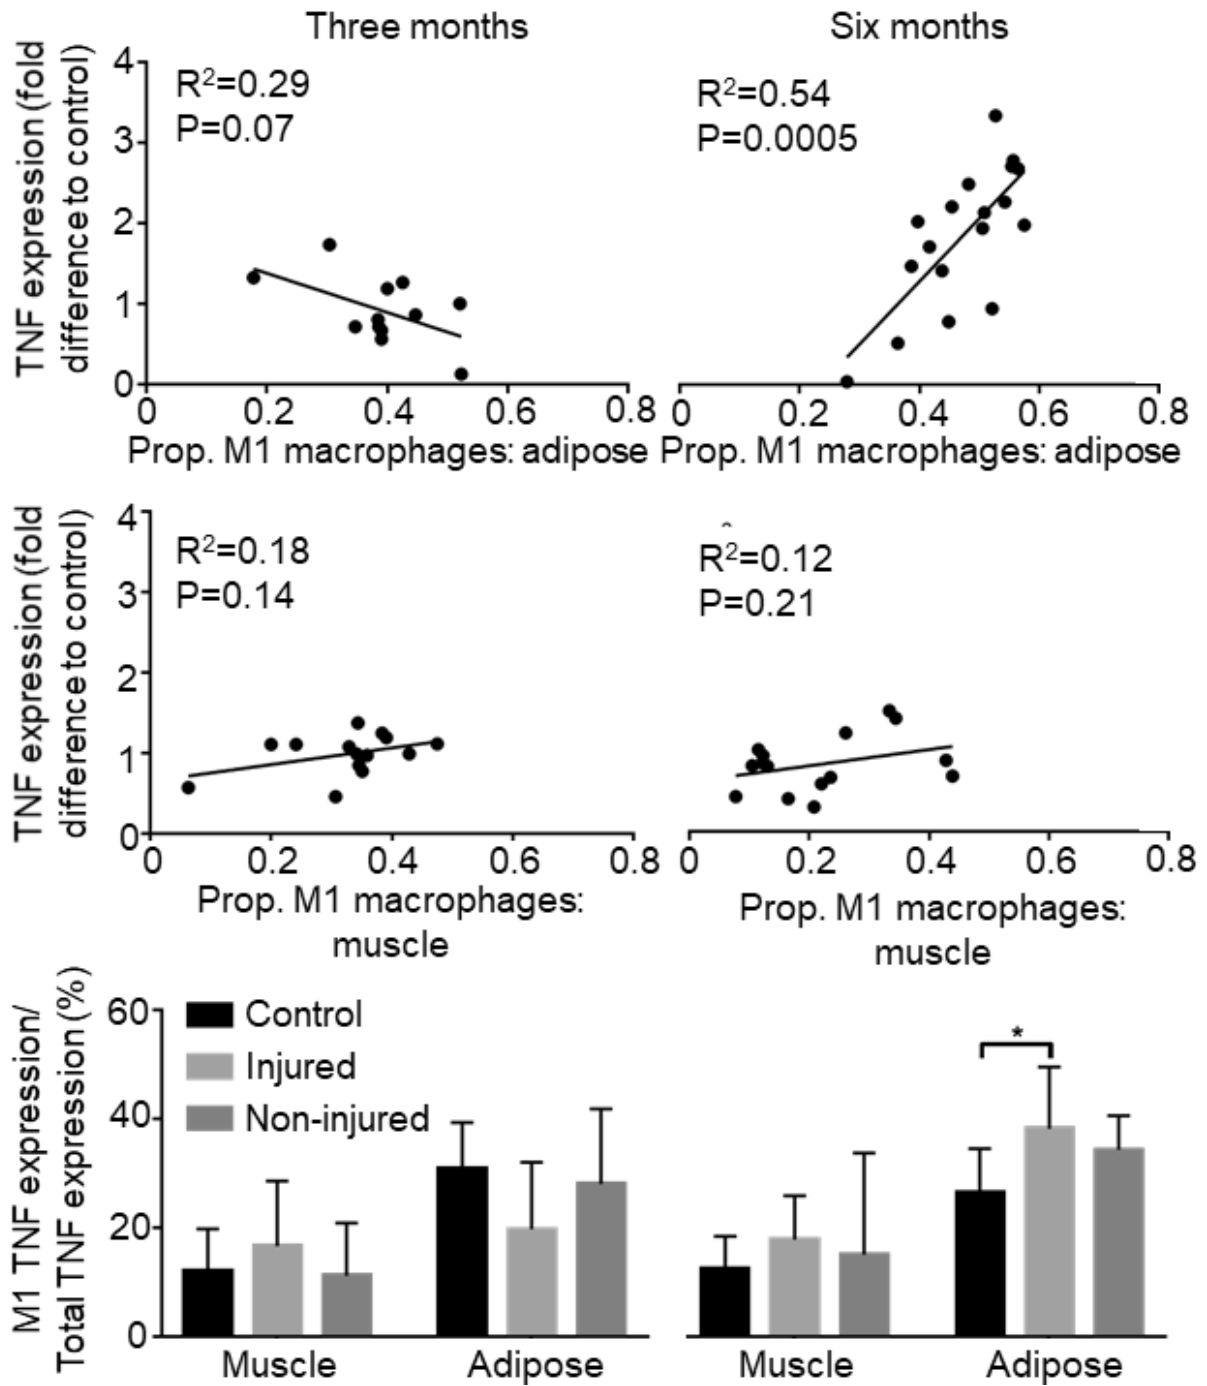 Three months
Six months
TNF expression (fold
difference to control)
4
3
2
1
0
R²=0.29
P=0.07
0 0.2 0.4 0.6 0.8
Prop. M1 macrophages: adipose
R²=0.54
P=0.0005
0 0.2 0.4 0.6 0.8
Prop. M1 macrophages: adipose
TNF expression (fold
difference to control)
4
3
2
1
0
R²=0.18
P=0.14
0 0.2 0.4 0.6 0.8
Prop. M1 macrophages:
muscle
R²=0.12
P=0.21
0 0.2 0.4 0.6 0.8
Prop. M1 macrophages:
muscle
M1 TNF expression/
Total TNF expression (%)
60
40
20
0
Control
Injured
Non-injured
Muscle Adipose
*
Muscle Adipose